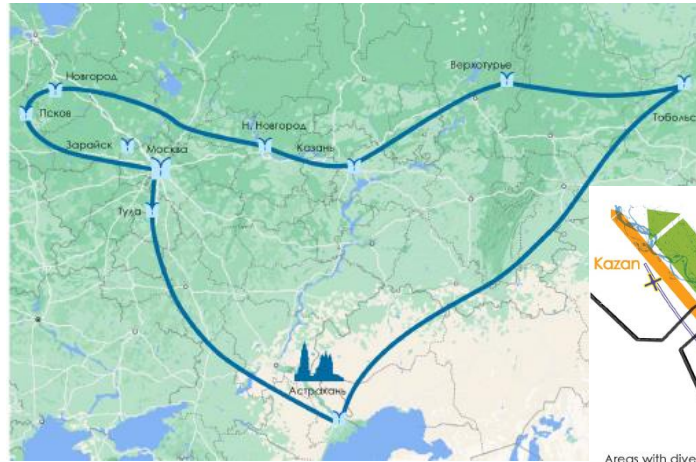 Новгород
Верхотурье
Псков
Н. Новгород
Зарайск
Москва
Казань
Тобольс
Тула
Kazan
Астрахань
Areas with dive